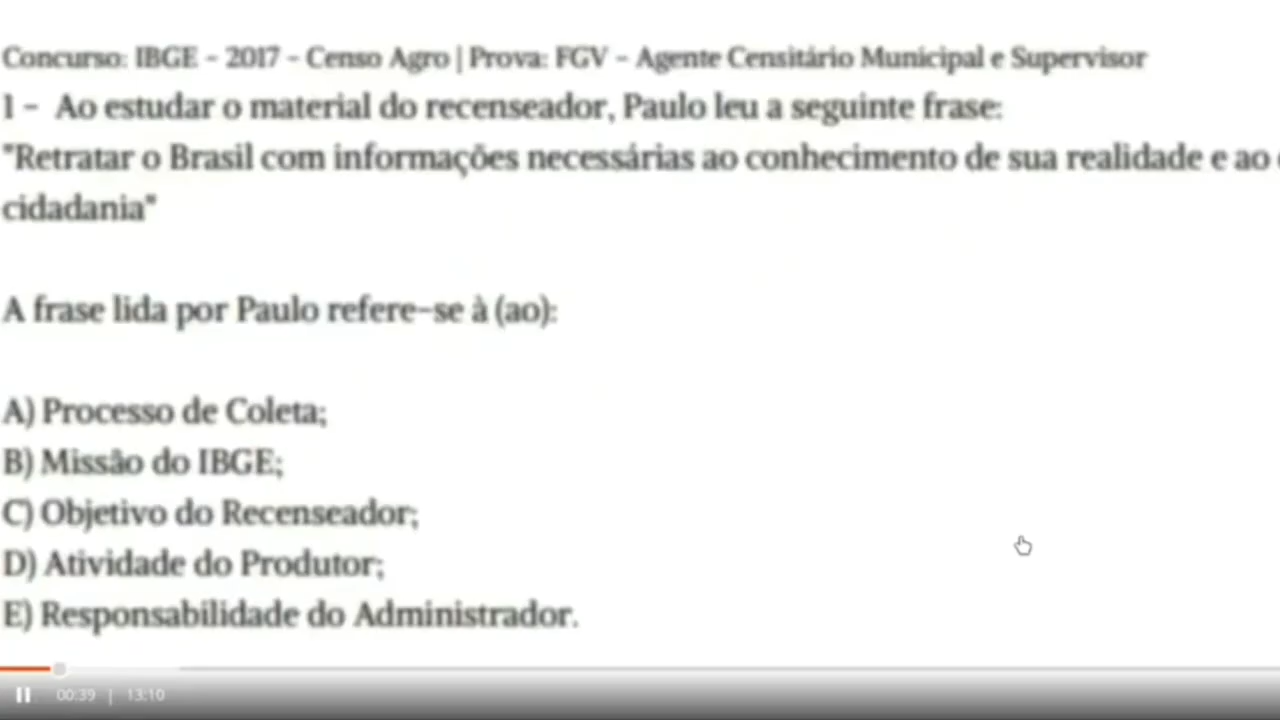 Concurso: IBGE - 2017 - Censo Agro | Prova: FGV - Agente Censitário Municipal e Supervisor
1 - Ao estudar o material do recenseador, Paulo leu a seguinte frase:
"Retratar o Brasil com informações necessárias ao conhecimento de sua realidade e ao
cidadania"
A frase lida por Paulo refere-se à (ao):
A) Processo de Coleta;
B) Missão do IBGE;
C) Objetivo do Recenseador;
D) Atividade do Produtor;
E) Responsabilidade do Administrador.
00:39 | 13:10